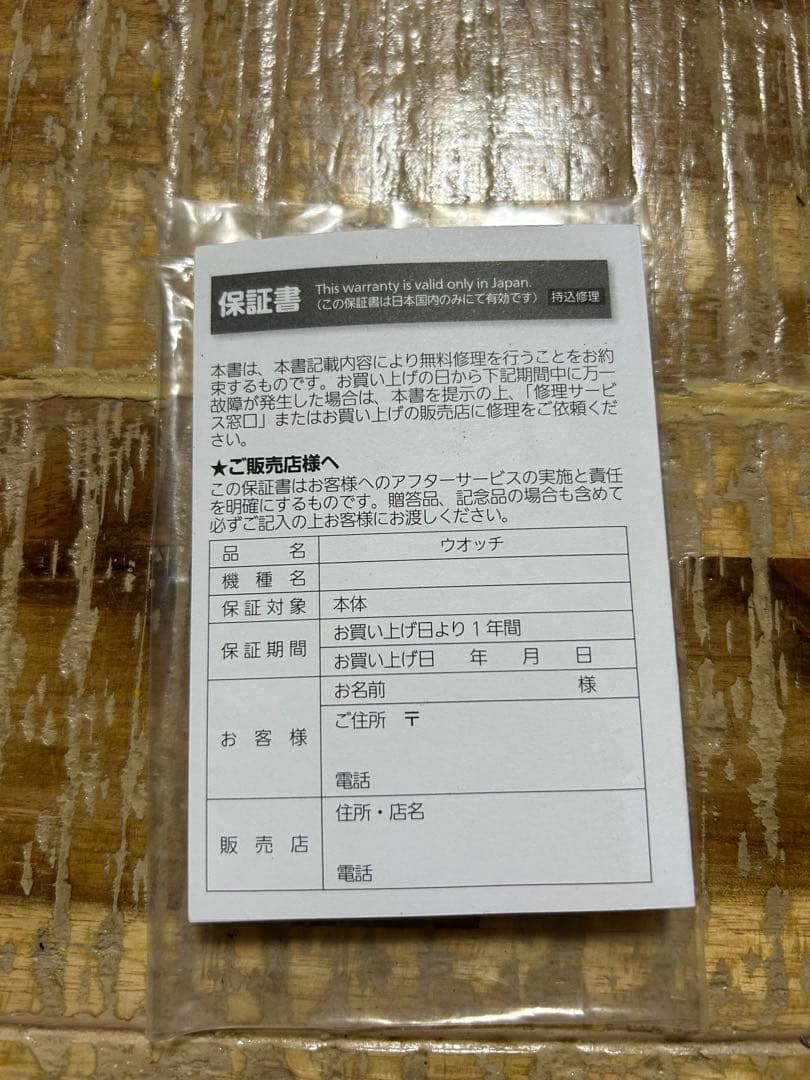 保証書
This warranty is valid only in Japan.
（この保証書は日本国内のみにて有効です）
持込修理
本書は、本書記載内容により無料修理を行うことをお約
束するものです。お買い上げの日から下記期間中に万一
故障が発生した場合は、本書を提示の上、「修理サービ
ス窓口」またはお買い上げの販売店に修理をご依頼くだ
さい。
★ご販売店様へ
この保証書はお客様へのアフターサービスの実施と責任
を明確にするものです。贈答品、記念品の場合も含めて
必ずご記入の上お客様にお渡しください。
品名 ウオッチ
機種名
保証対象 本体
保証期間 お買い上げ日より1年間
お買い上げ日 年 月 日
お客様 お名前 様
ご住所 〒
電話
販売店 住所・店名
電話